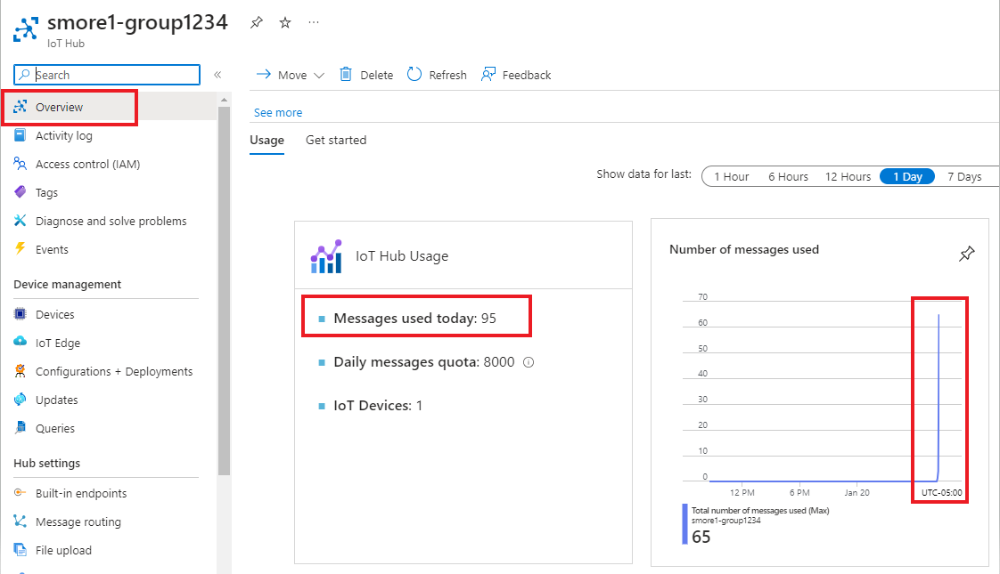 smore1-group1234
IoT Hub
Search
Overview
Activity log
Access control (IAM)
Tags
Diagnose and solve problems
Events
Device management
Devices
IoT Edge
Configurations + Deployments
Updates
Queries
Hub settings
Built-in endpoints
Message routing
File upload
Move
Delete
Refresh
Feedback
See more
Usage
Get started
Show data for last:
1 Hour
6 Hours
12 Hours
1 Day
7 Days
IoT Hub Usage
Messages used today: 95
Daily messages quota: 8000
IoT Devices: 1
Number of messages used
70
60
50
40
30
20
10
0
12 PM
6 PM
Jan 20
UTC-05:00
Total number of messages used (Max)
smore1-group1234
65